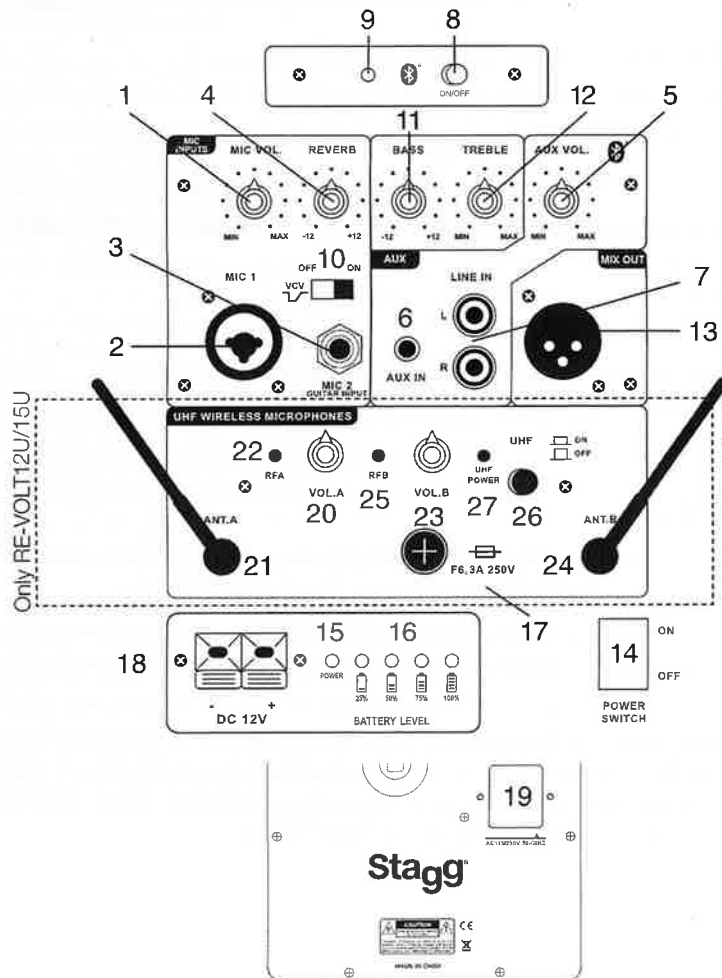 9 8
ON/OFF
1 4 11 12 5
MIC INPUTS MIC VOL. REVERB BASS TREBLE AUX VOL.
MIN MAX -12 +12 -12 +12 MIN MAX MIN MAX
3 10 AUX MIX OUT
OFF ON
LINE IN
MIC 1
VCV
7
L
6
13
2
R
AUX IN
MIC 2
GUITAR INPUT
Only RE-VOLT12U/15U
UHF WIRELESS MICROPHONES
22 UHF ON
OFF
RFA RFB UHF POWER
VOL.A 25 VOL.B 27 26
20 23
ANT.A ANT.B
21 24
F6.3A 250V
17
18 15 16
POWER 25% 50% 75% 100%
- +
DC 12V BATTERY LEVEL
14 ON
OFF
POWER
SWITCH
19
Stagg
CAUTION
CE
MADE IN CHINA